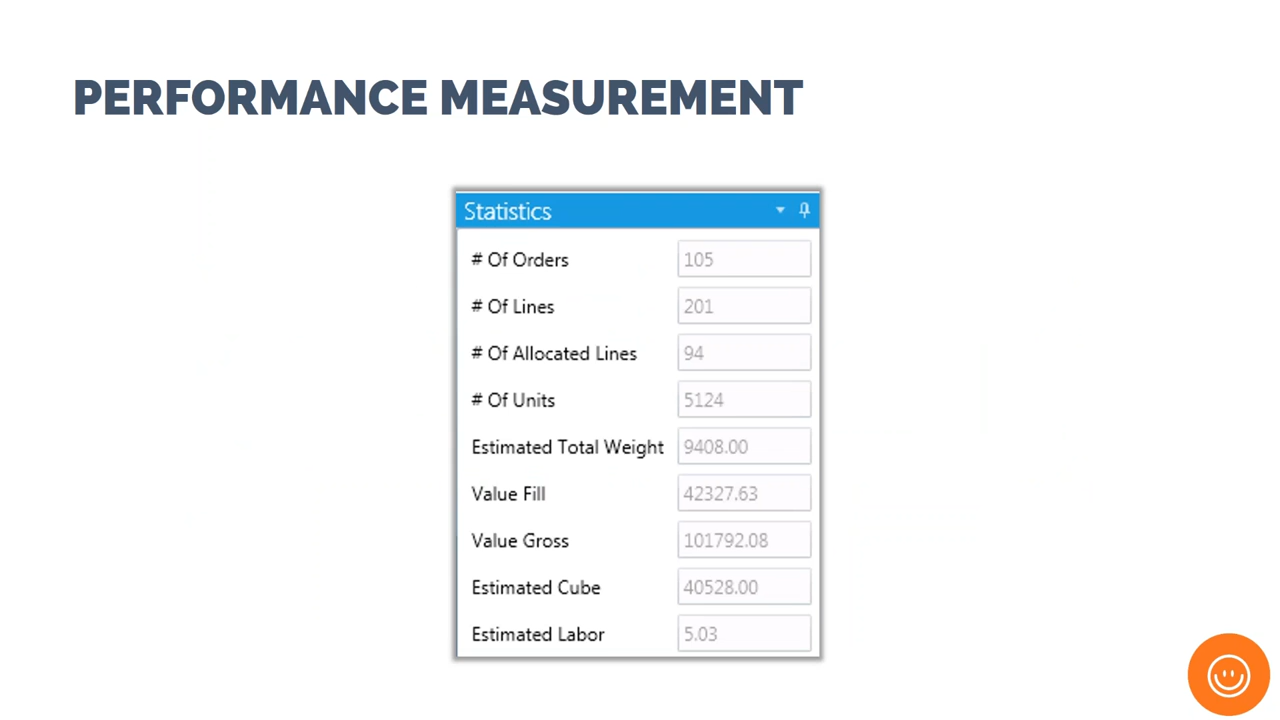 PERFORMANCE MEASUREMENT
Statistics
# Of Orders 105
# Of Lines 201
# Of Allocated Lines 94
# Of Units 5124
Estimated Total Weight 9408.00
Value Fill 42327.63
Value Gross 101792.08
Estimated Cube 40528.00
Estimated Labor 5.03